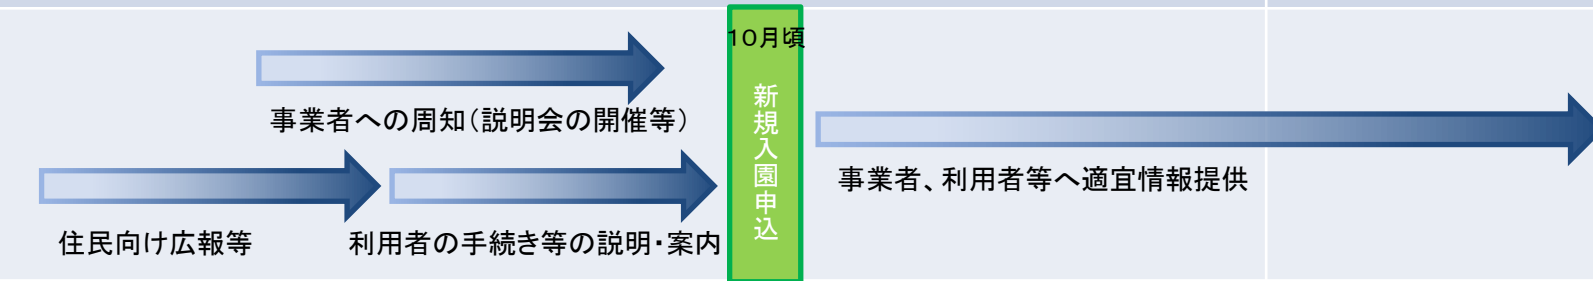 事業者への周知(説明会の開催等)
住民向け広報等
利用者の手続き等の説明・案内
10月頃
新規入園申込
事業者、利用者等へ適宜情報提供